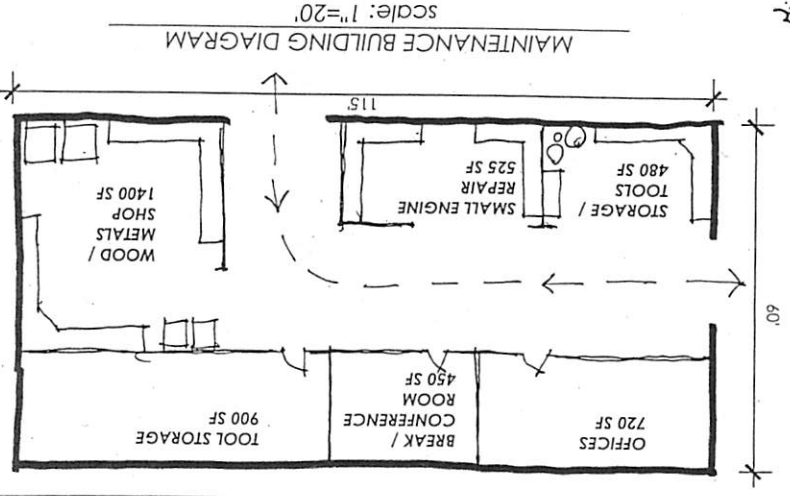 MAINTENANCE BUILDING DIAGRAM
scale: 1"=20'
115'
60'
STORAGE /
TOOLS
480 SF
SMALL ENGINE
REPAIR
525 SF
WOOD /
METALS
SHOP
1400 SF
OFFICES
720 SF
BREAK /
CONFERENCE
ROOM
450 SF
TOOL STORAGE
900 SF